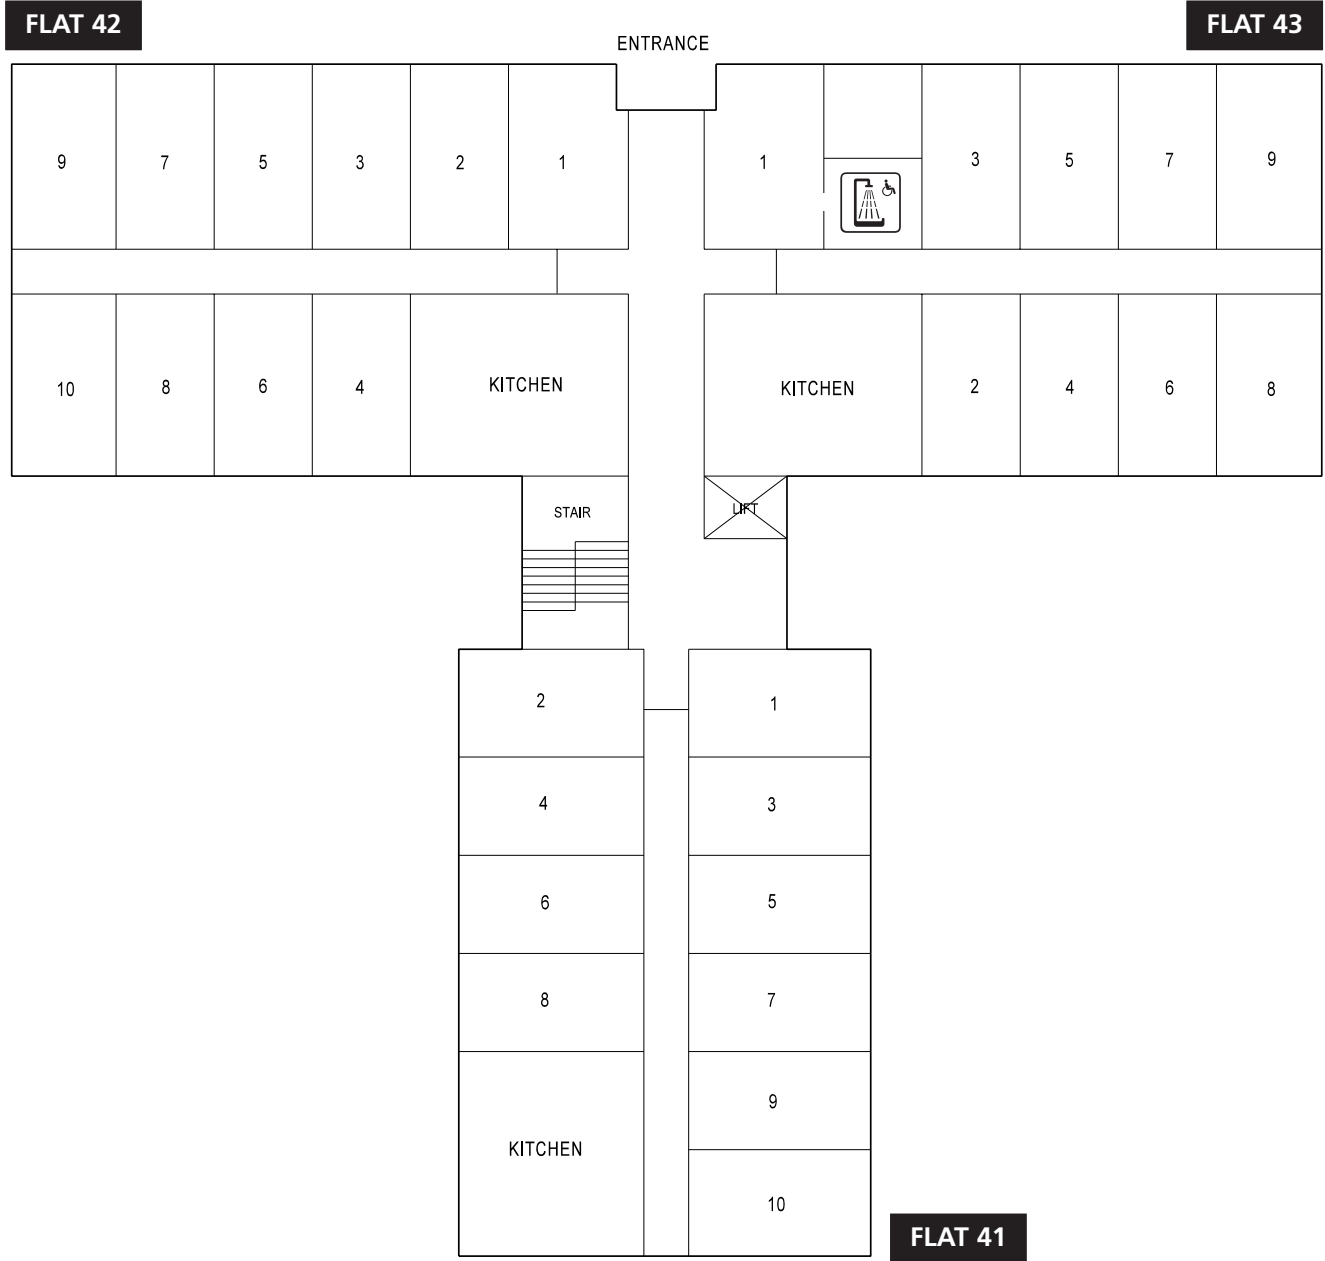 FLAT 42
FLAT 43
ENTRANCE
9 7 5 3 2 1
1 3 5 7 9
10 8 6 4 KITCHEN
KITCHEN 2 4 6 8
STAIR
LIFT
2 1
4 3
6 5
8 7
9
KITCHEN
10
FLAT 41